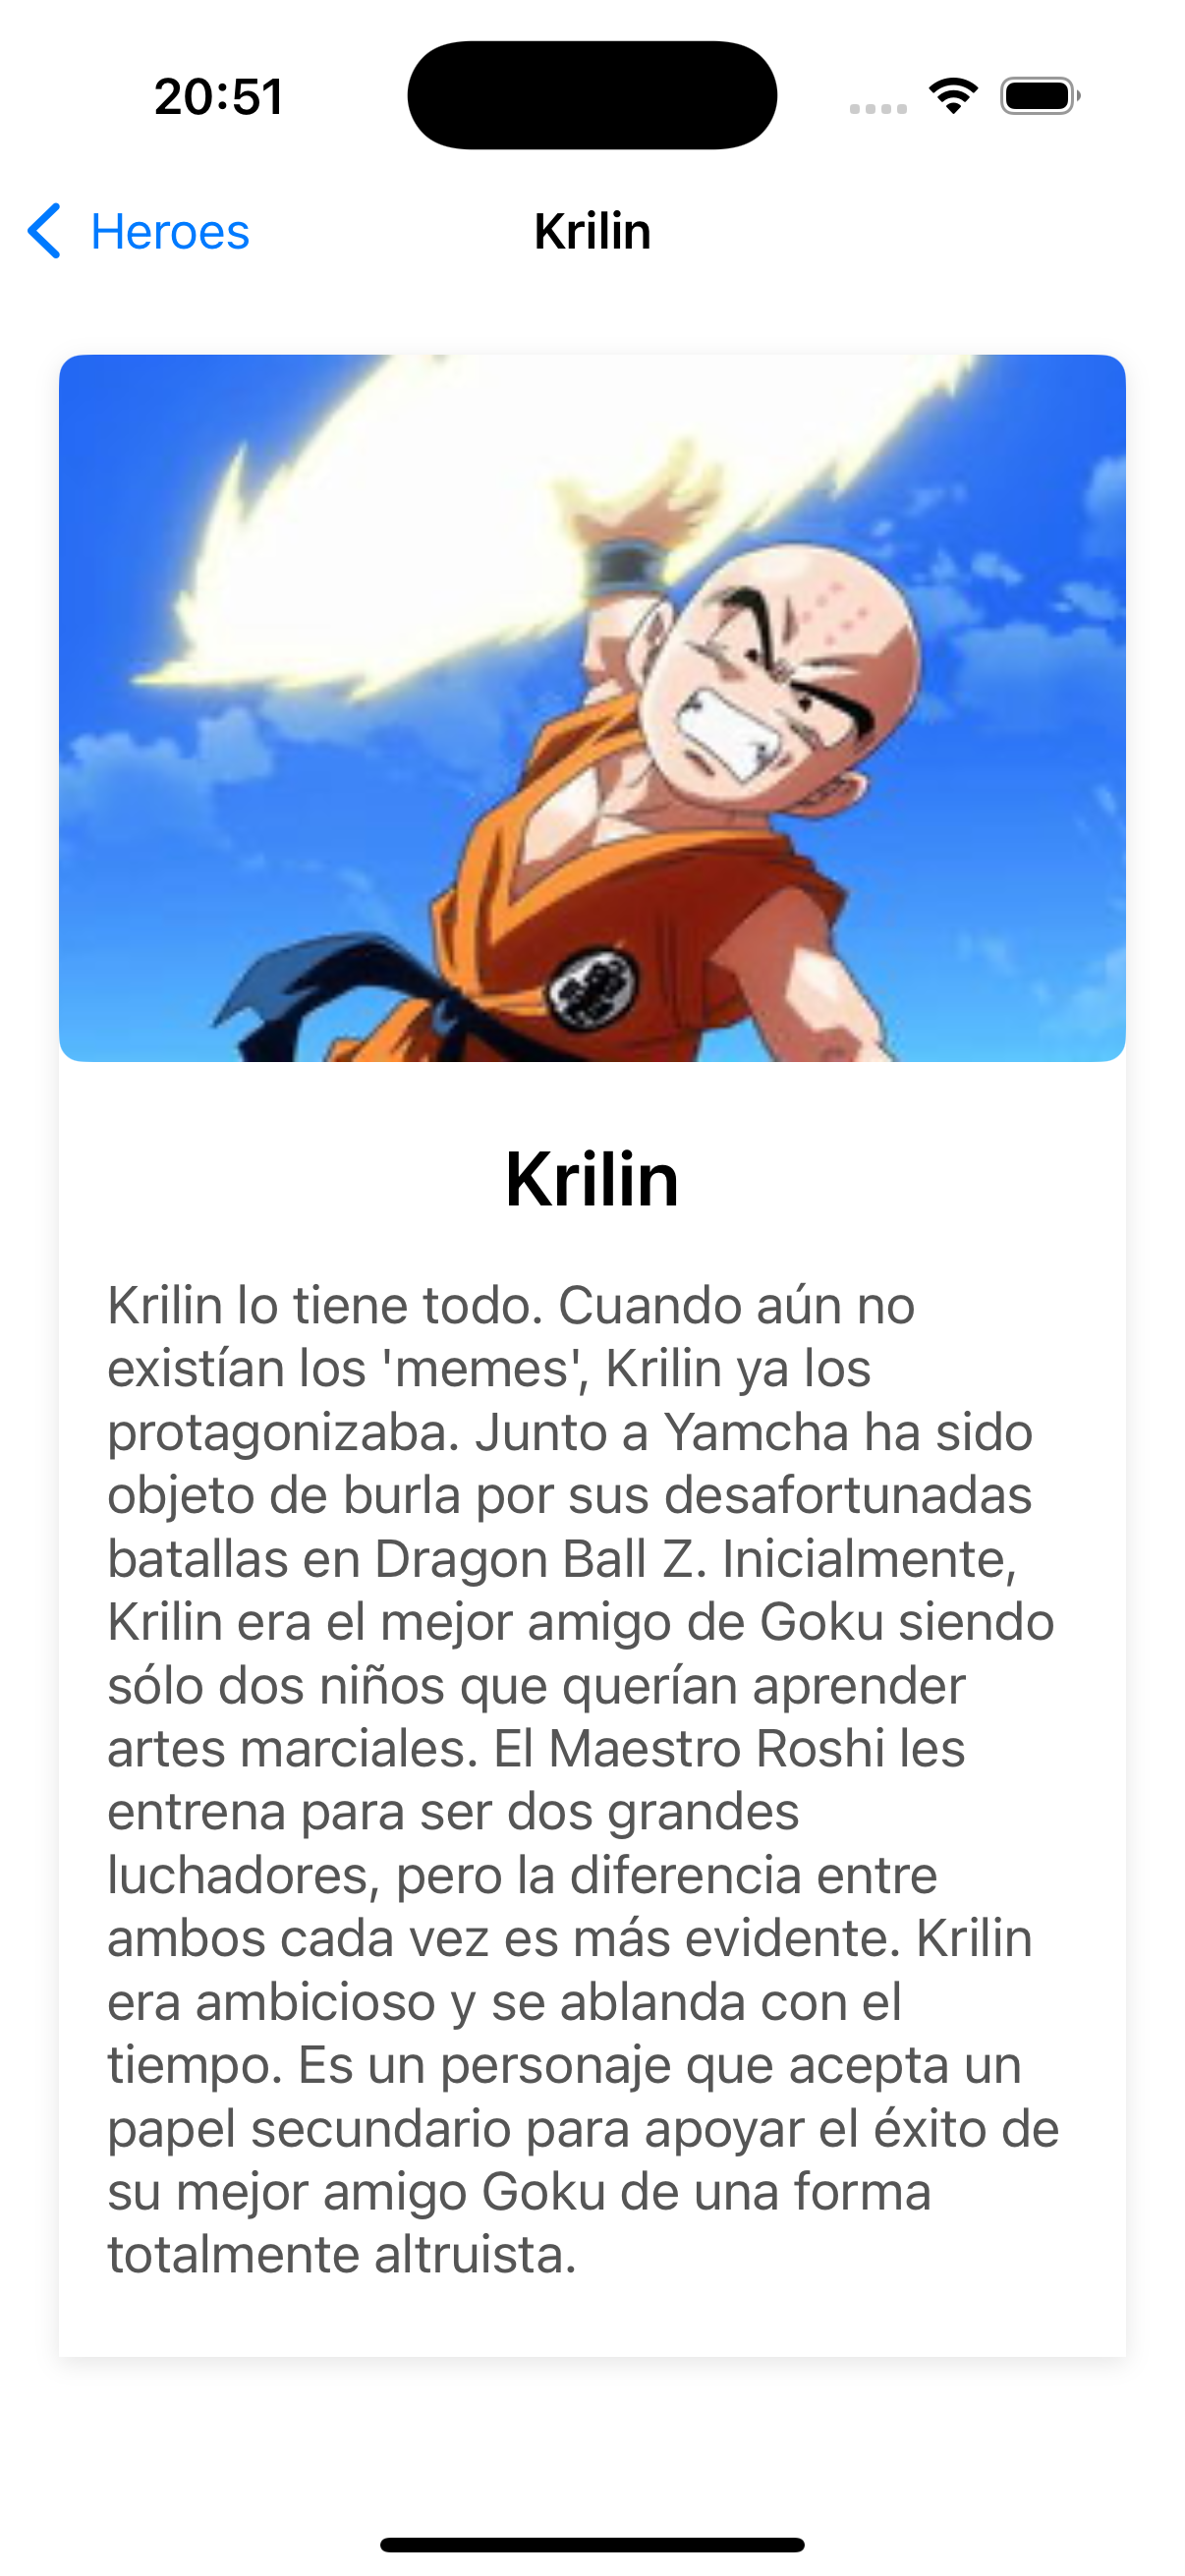 20:51
Heroes
Krilin
Krilin
Krilin lo tiene todo. Cuando aún no
existían los 'memes', Krilin ya los
protagonizaba. Junto a Yamcha ha sido
objeto de burla por sus desafortunadas
batallas en Dragon Ball Z. Inicialmente,
Krilin era el mejor amigo de Goku siendo
sólo dos niños que querían aprender
artes marciales. El Maestro Roshi les
entrena para ser dos grandes
luchadores, pero la diferencia entre
ambos cada vez es más evidente. Krilin
era ambicioso y se ablanda con el
tiempo. Es un personaje que acepta un
papel secundario para apoyar el éxito de
su mejor amigo Goku de una forma
totalmente altruista.